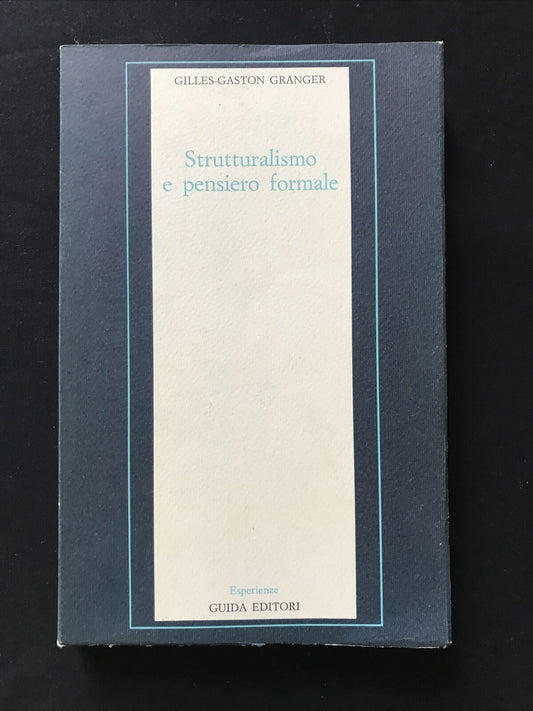 GILLES-GASTON GRANGER
Strutturalismo
e pensiero formale
Esperienze
GUIDA EDITORI